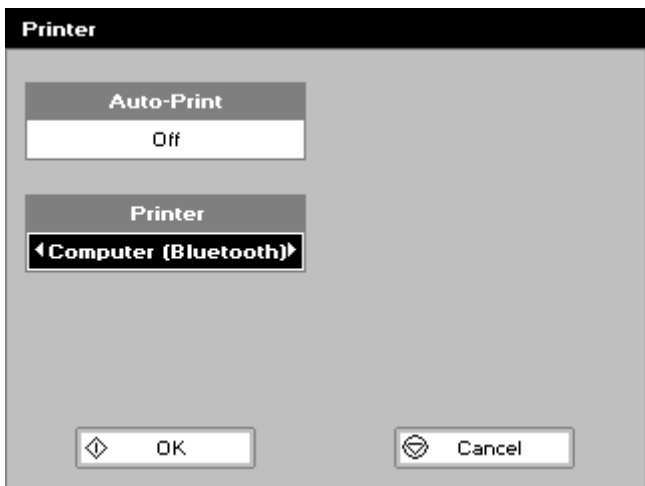 Printer
Auto-Print
Off
Printer
Computer (Bluetooth)
OK
Cancel